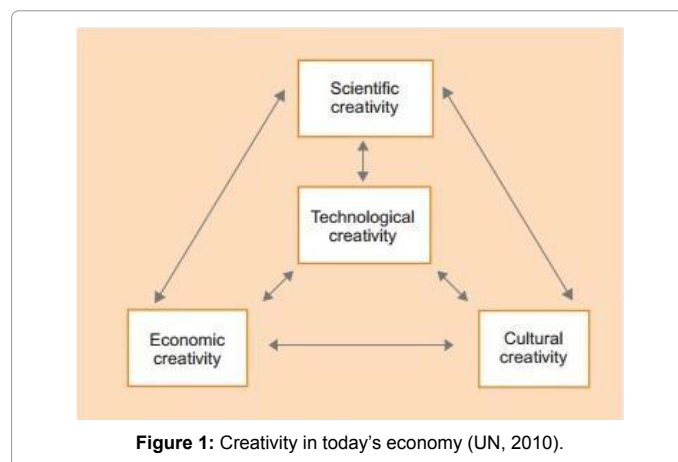 Scientific
creativity
Technological
creativity
Economic
creativity
Cultural
creativity
Figure 1: Creativity in today’s economy (UN, 2010).